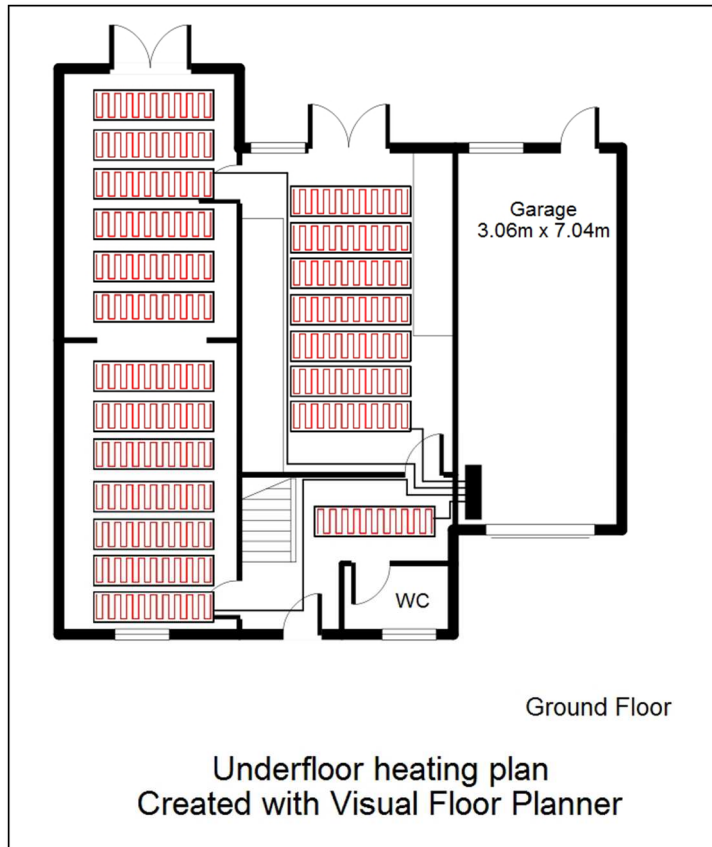 Garage
3.06m x 7.04m
WC
Ground Floor
Underfloor heating plan
Created with Visual Floor Planner